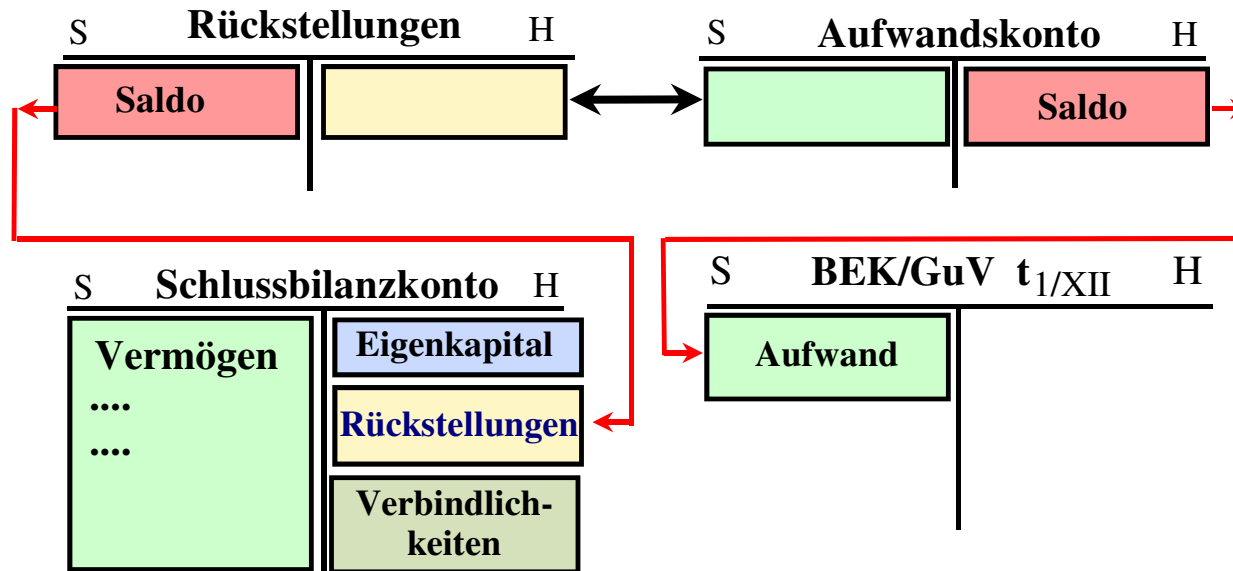 S Rückstellungen H
Saldo
S Aufwandskonto H
Saldo
S Schlussbilanzkonto H
Vermögen
....
....
Eigenkapital
Rückstellungen
Verbindlich-
keiten
S BEK/GuV t1/XII H
Aufwand